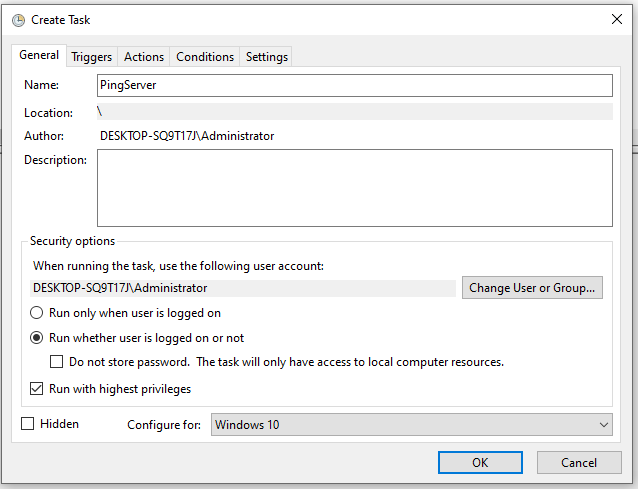 Create Task
General Triggers Actions Conditions Settings
Name: PingServer
Location: \
Author: DESKTOP-SQ9T17J\Administrator
Description:
Security options
When running the task, use the following user account:
DESKTOP-SQ9T17J\Administrator Change User or Group...
Run only when user is logged on
Run whether user is logged on or not
Do not store password. The task will only have access to local computer resources.
Run with highest privileges
Hidden Configure for: Windows 10
OK Cancel